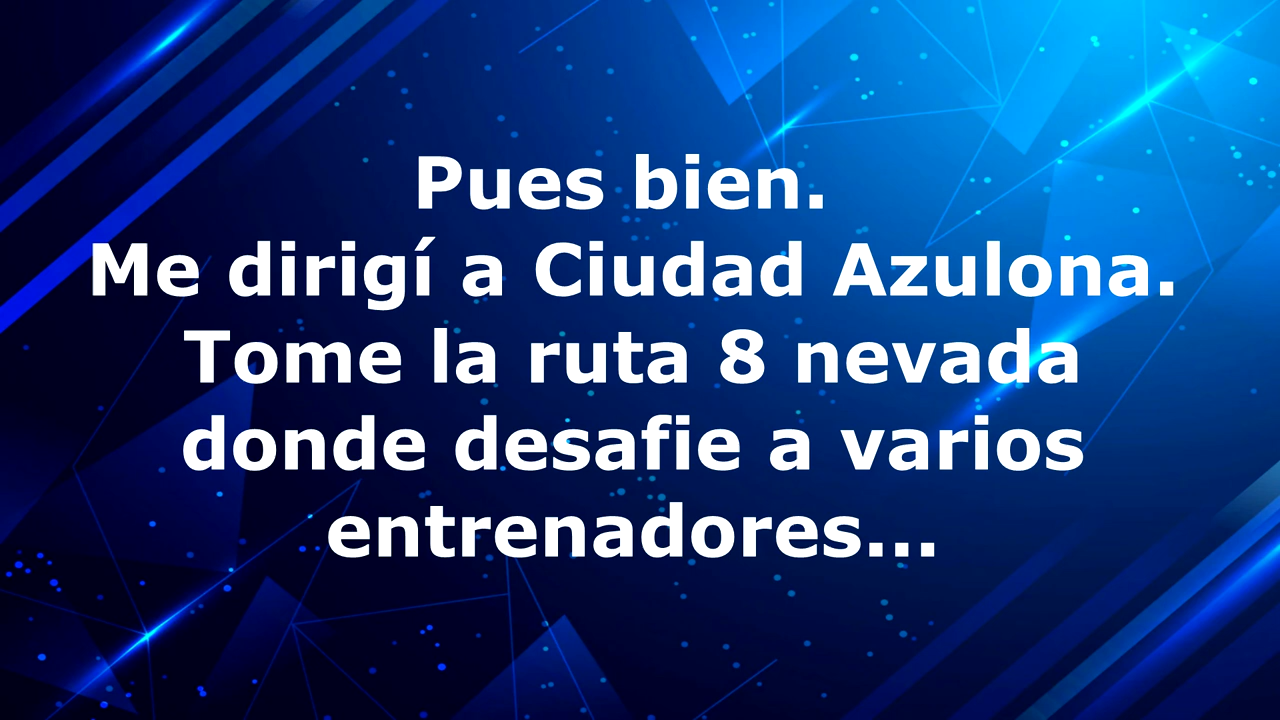 Pues bien.
Me dirigí a Ciudad Azulona.
Tome la ruta 8 nevada
donde desafie a varios
entrenadores...